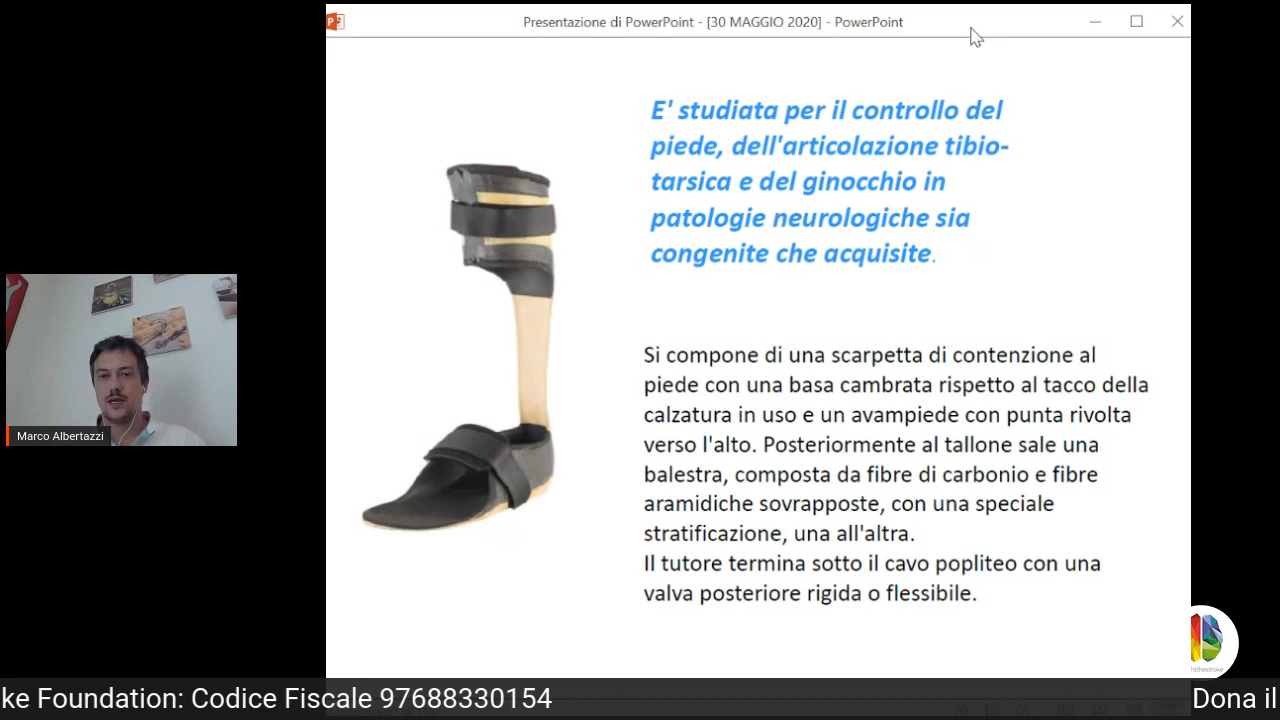 Presentazione di PowerPoint - [30 MAGGIO 2020] - PowerPoint
E' studiata per il controllo del
piede, dell'articolazione tibio-
tarsica e del ginocchio in
patologie neurologiche sia
congenite che acquisite.
Si compone di una scarpetta di contenzione al
piede con una basa cambrata rispetto al tacco della
calzatura in uso e un avampiede con punta rivolta
verso l'alto. Posteriormente al tallone sale una
balestra, composta da fibre di carbonio e fibre
aramidiche sovrapposte, con una speciale
stratificazione, una all'altra.
Il tutore termina sotto il cavo popliteo con una
valva posteriore rigida o flessibile.
Marco Albertazzi
hthestroke
ke Foundation: Codice Fiscale 97688330154
Dona il